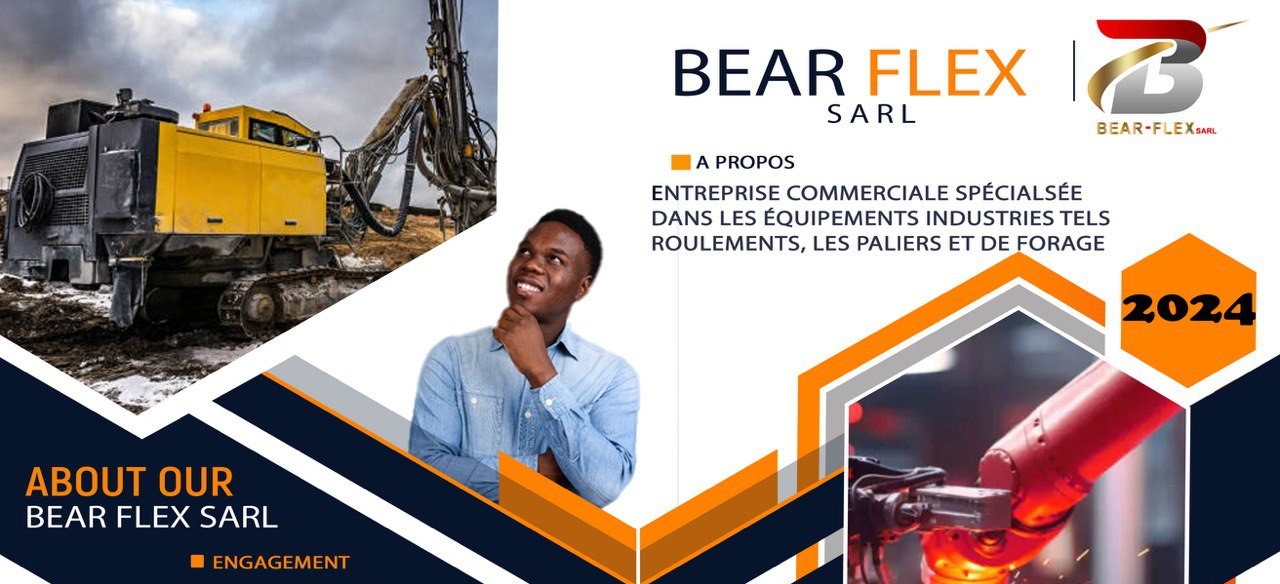 BEAR FLEX
SARL
BEAR-FLEX SARL
A PROPOS
ENTREPRISE COMMERCIALE SPÉCIALSÉE
DANS LES ÉQUIPEMENTS INDUSTRIES TELS
ROULEMENTS, LES PALIERS ET DE FORAGE
2024
ABOUT OUR
BEAR FLEX SARL
ENGAGEMENT